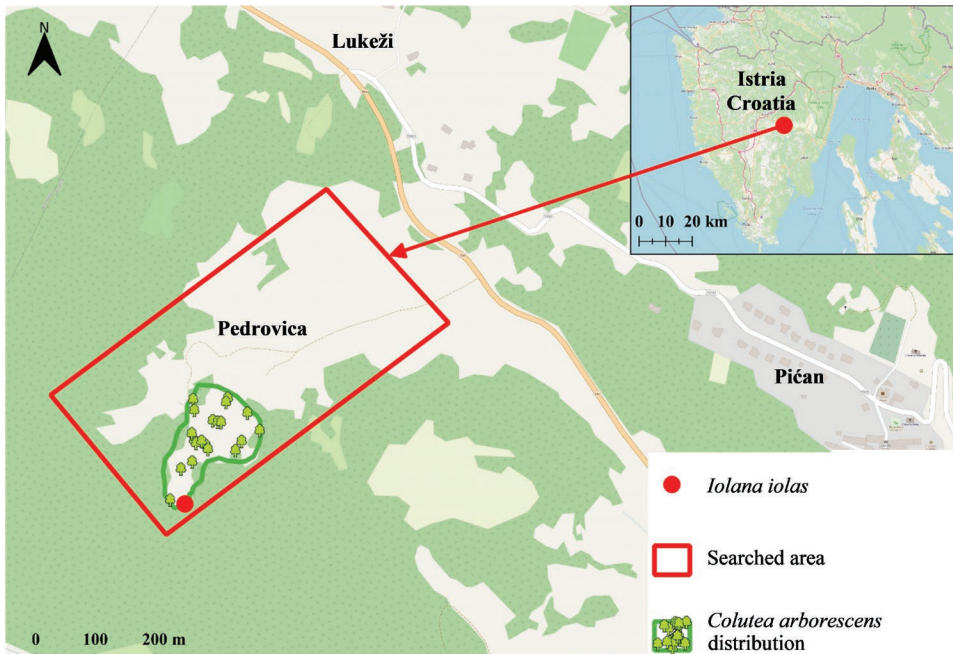 N
Lukeži
Istria
Croatia
0 10 20 km
Pedrovica
Pićan
Iolana iolas
Searched area
Colutea arborescens
distribution
0 100 200 m